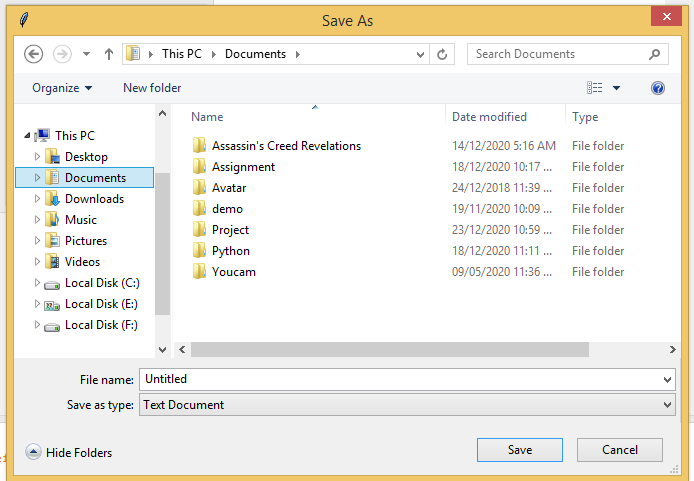 Save As
This PC Documents
Search Documents
Organize New folder
Name Date modified Type
This PC
Desktop
Documents
Downloads
Music
Pictures
Videos
Local Disk (C:)
Local Disk (E:)
Local Disk (F:)
Assassin's Creed Revelations 14/12/2020 5:16 AM File folder
Assignment 18/12/2020 10:17 ... File folder
Avatar 24/12/2018 11:39 ... File folder
demo 19/11/2020 10:09 ... File folder
Project 23/12/2020 10:59 ... File folder
Python 18/12/2020 11:11 ... File folder
Youcam 09/05/2020 11:36 ... File folder
File name: Untitled
Save as type: Text Document
Hide Folders Save Cancel